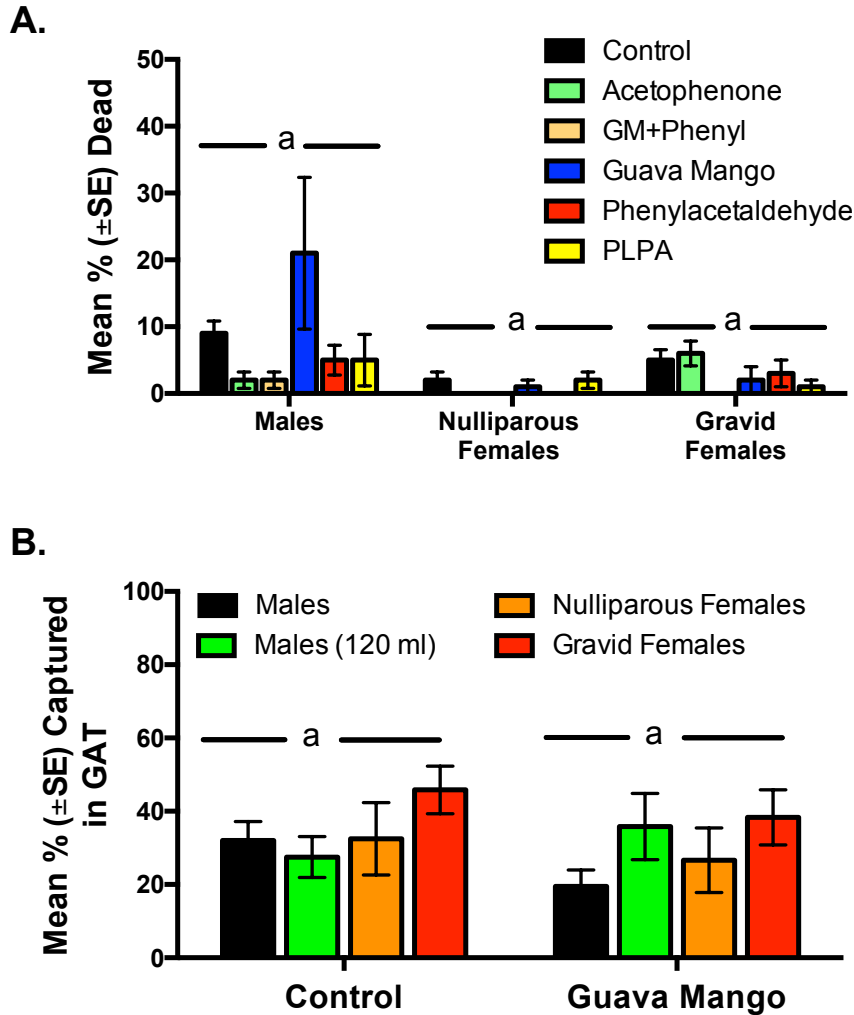 A.
Mean % (±SE) Dead
50
40
30
20
10
0
a
a
a
Control
Acetophenone
GM+Phenyl
Guava Mango
Phenylacetaldehyde
PLPA
Males
Nulliparous
Females
Gravid
Females
B.
Mean % (±SE) Captured
in GAT
100
80
60
40
20
0
Males
Males (120 ml)
Nulliparous Females
Gravid Females
a
a
Control
Guava Mango